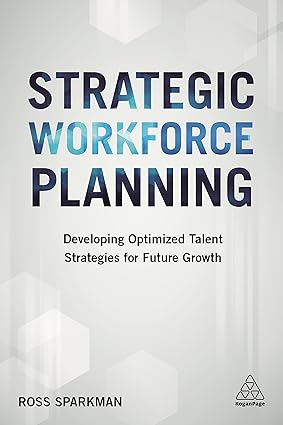 STRATEGIC
WORKFORCE
PLANNING
Developing Optimized Talent
Strategies for Future Growth
ROSS SPARKMAN
KoganPage